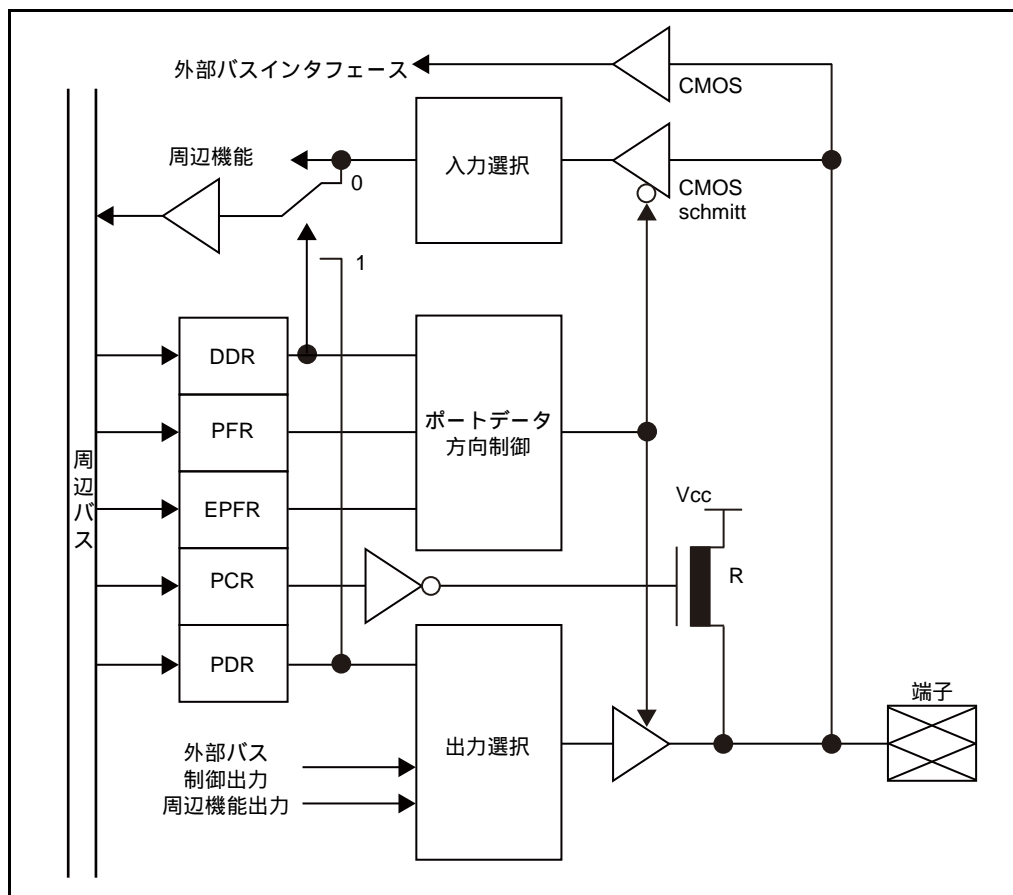 外部バスインタフェース
CMOS
周辺機能
0
入力選択
CMOS
schmitt
1
DDR
PFR
EPFR
PCR
PDR
周辺バス
ポートデータ
方向制御
Vcc
R
端子
出力選択
外部バス
制御出力
周辺機能出力